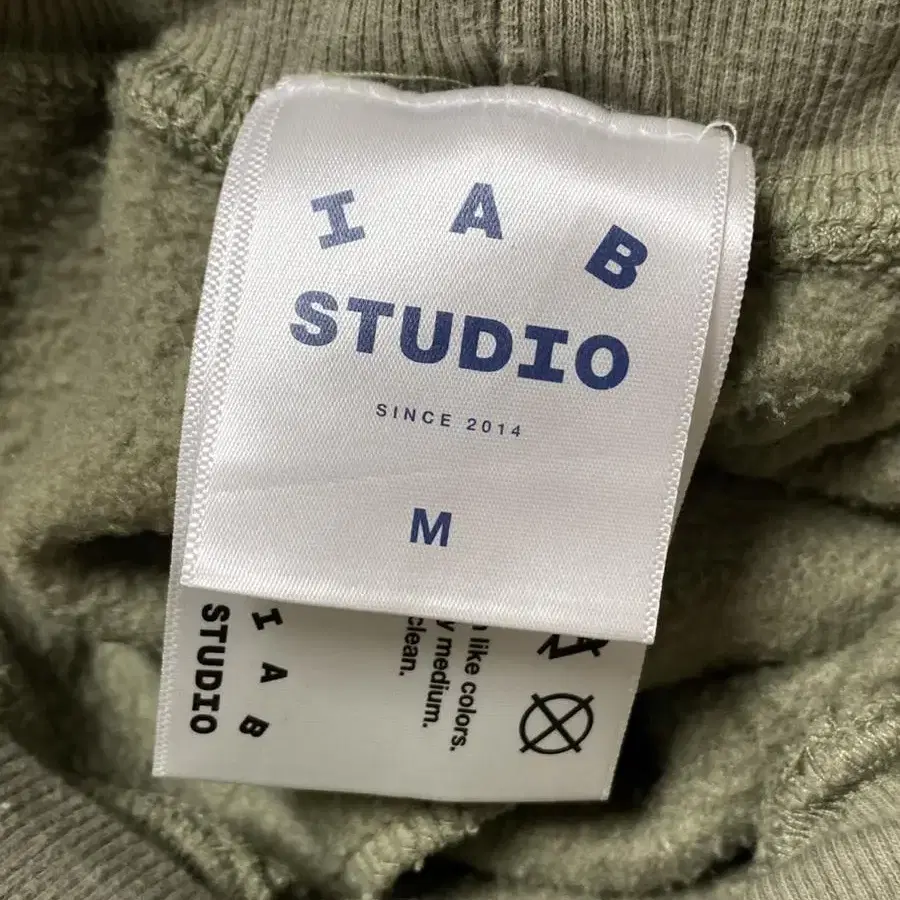 I A B
STUDIO
SINCE 2014
M
I A B
STUDIO
like colors.
medium.
clean.